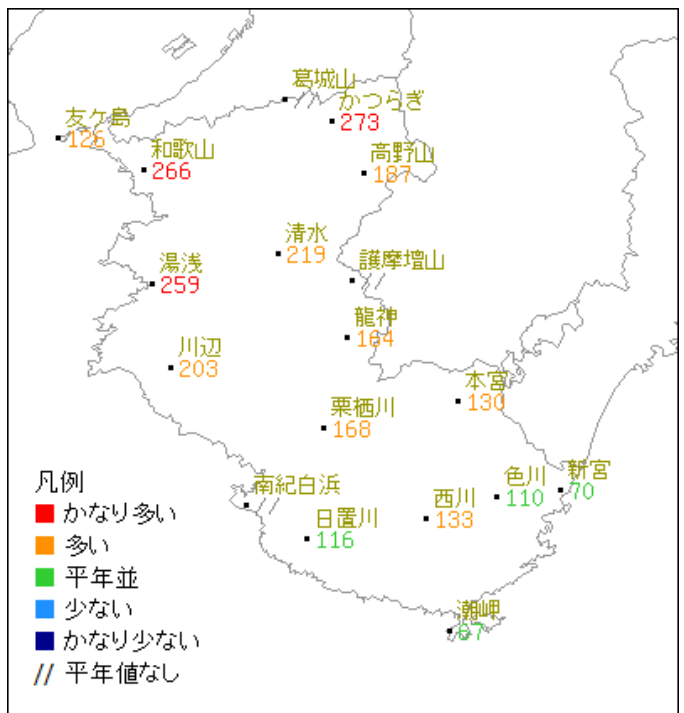 葛城山
//
かつらぎ
273
友ケ島
126
和歌山
266
高野山
187
清水
219
護摩壇山
//
湯浅
259
龍神
164
川辺
203
本宮
130
栗栖川
168
南紀白浜
//
日置川
116
西川
133
色川
110
新宮
70
潮岬
87
凡例
かなり多い
多い
平年並
少ない
かなり少ない
// 平年値なし